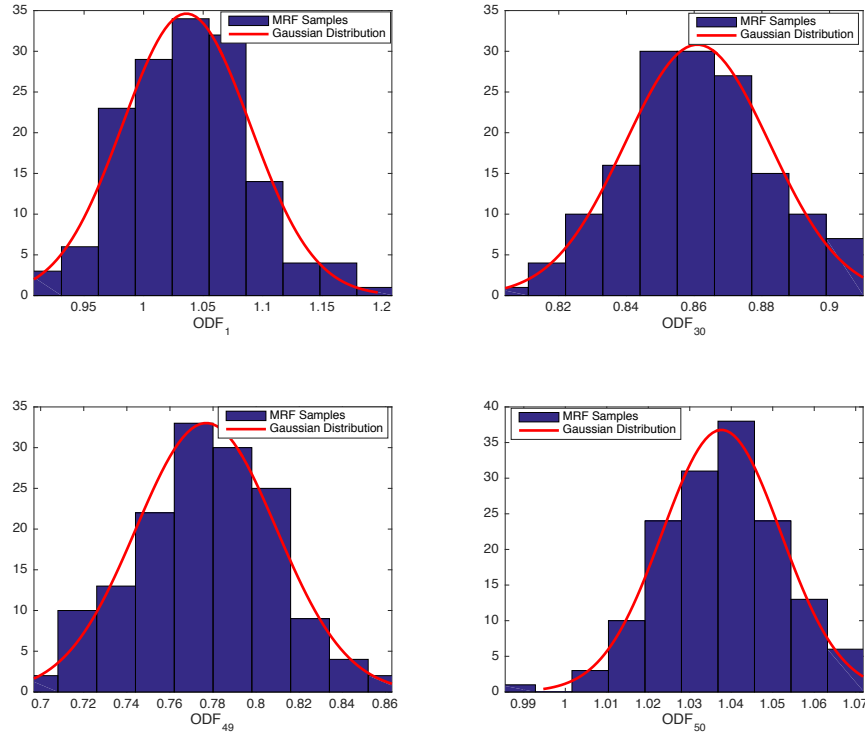 35
30
25
20
15
10
5
0
MRF Samples
Gaussian Distribution
0.95 1 1.05 1.1 1.15 1.2
ODF1
35
30
25
20
15
10
5
0
MRF Samples
Gaussian Distribution
0.82 0.84 0.86 0.88 0.9
ODF30
35
30
25
20
15
10
5
0
MRF Samples
Gaussian Distribution
0.7 0.72 0.74 0.76 0.78 0.8 0.82 0.84 0.86
ODF49
40
35
30
25
20
15
10
5
0
MRF Samples
Gaussian Distribution
0.99 1 1.01 1.02 1.03 1.04 1.05 1.06 1.07
ODF50